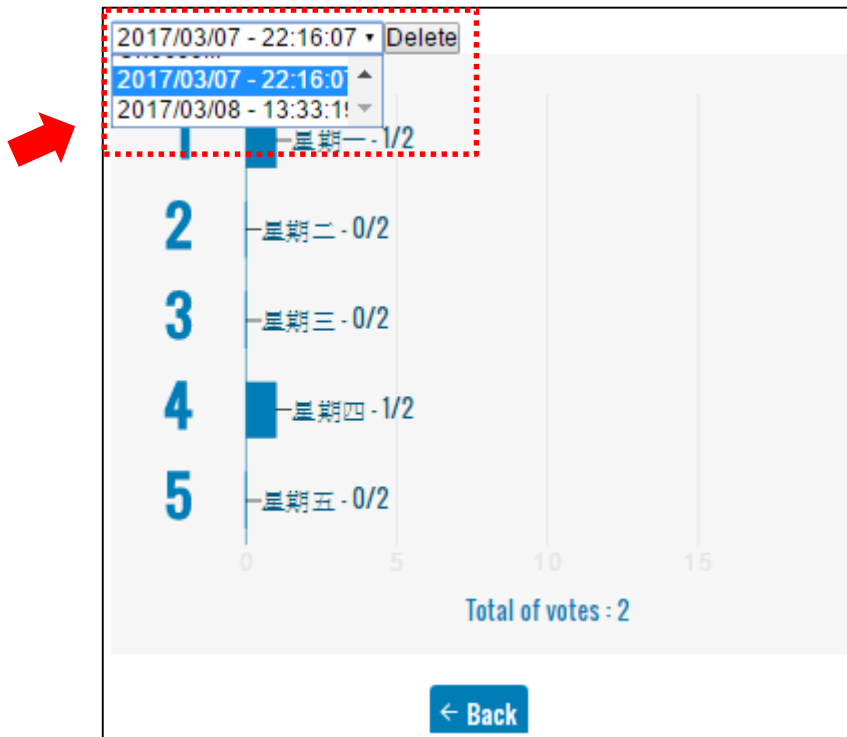 2017/03/07 - 22:16:07 Delete
2017/03/07 - 22:16:07
2017/03/08 - 13:33:19
1 星期一 - 1/2
2 星期二 - 0/2
3 星期三 - 0/2
4 星期四 - 1/2
5 星期五 - 0/2
0 5 10 15
Total of votes : 2
← Back